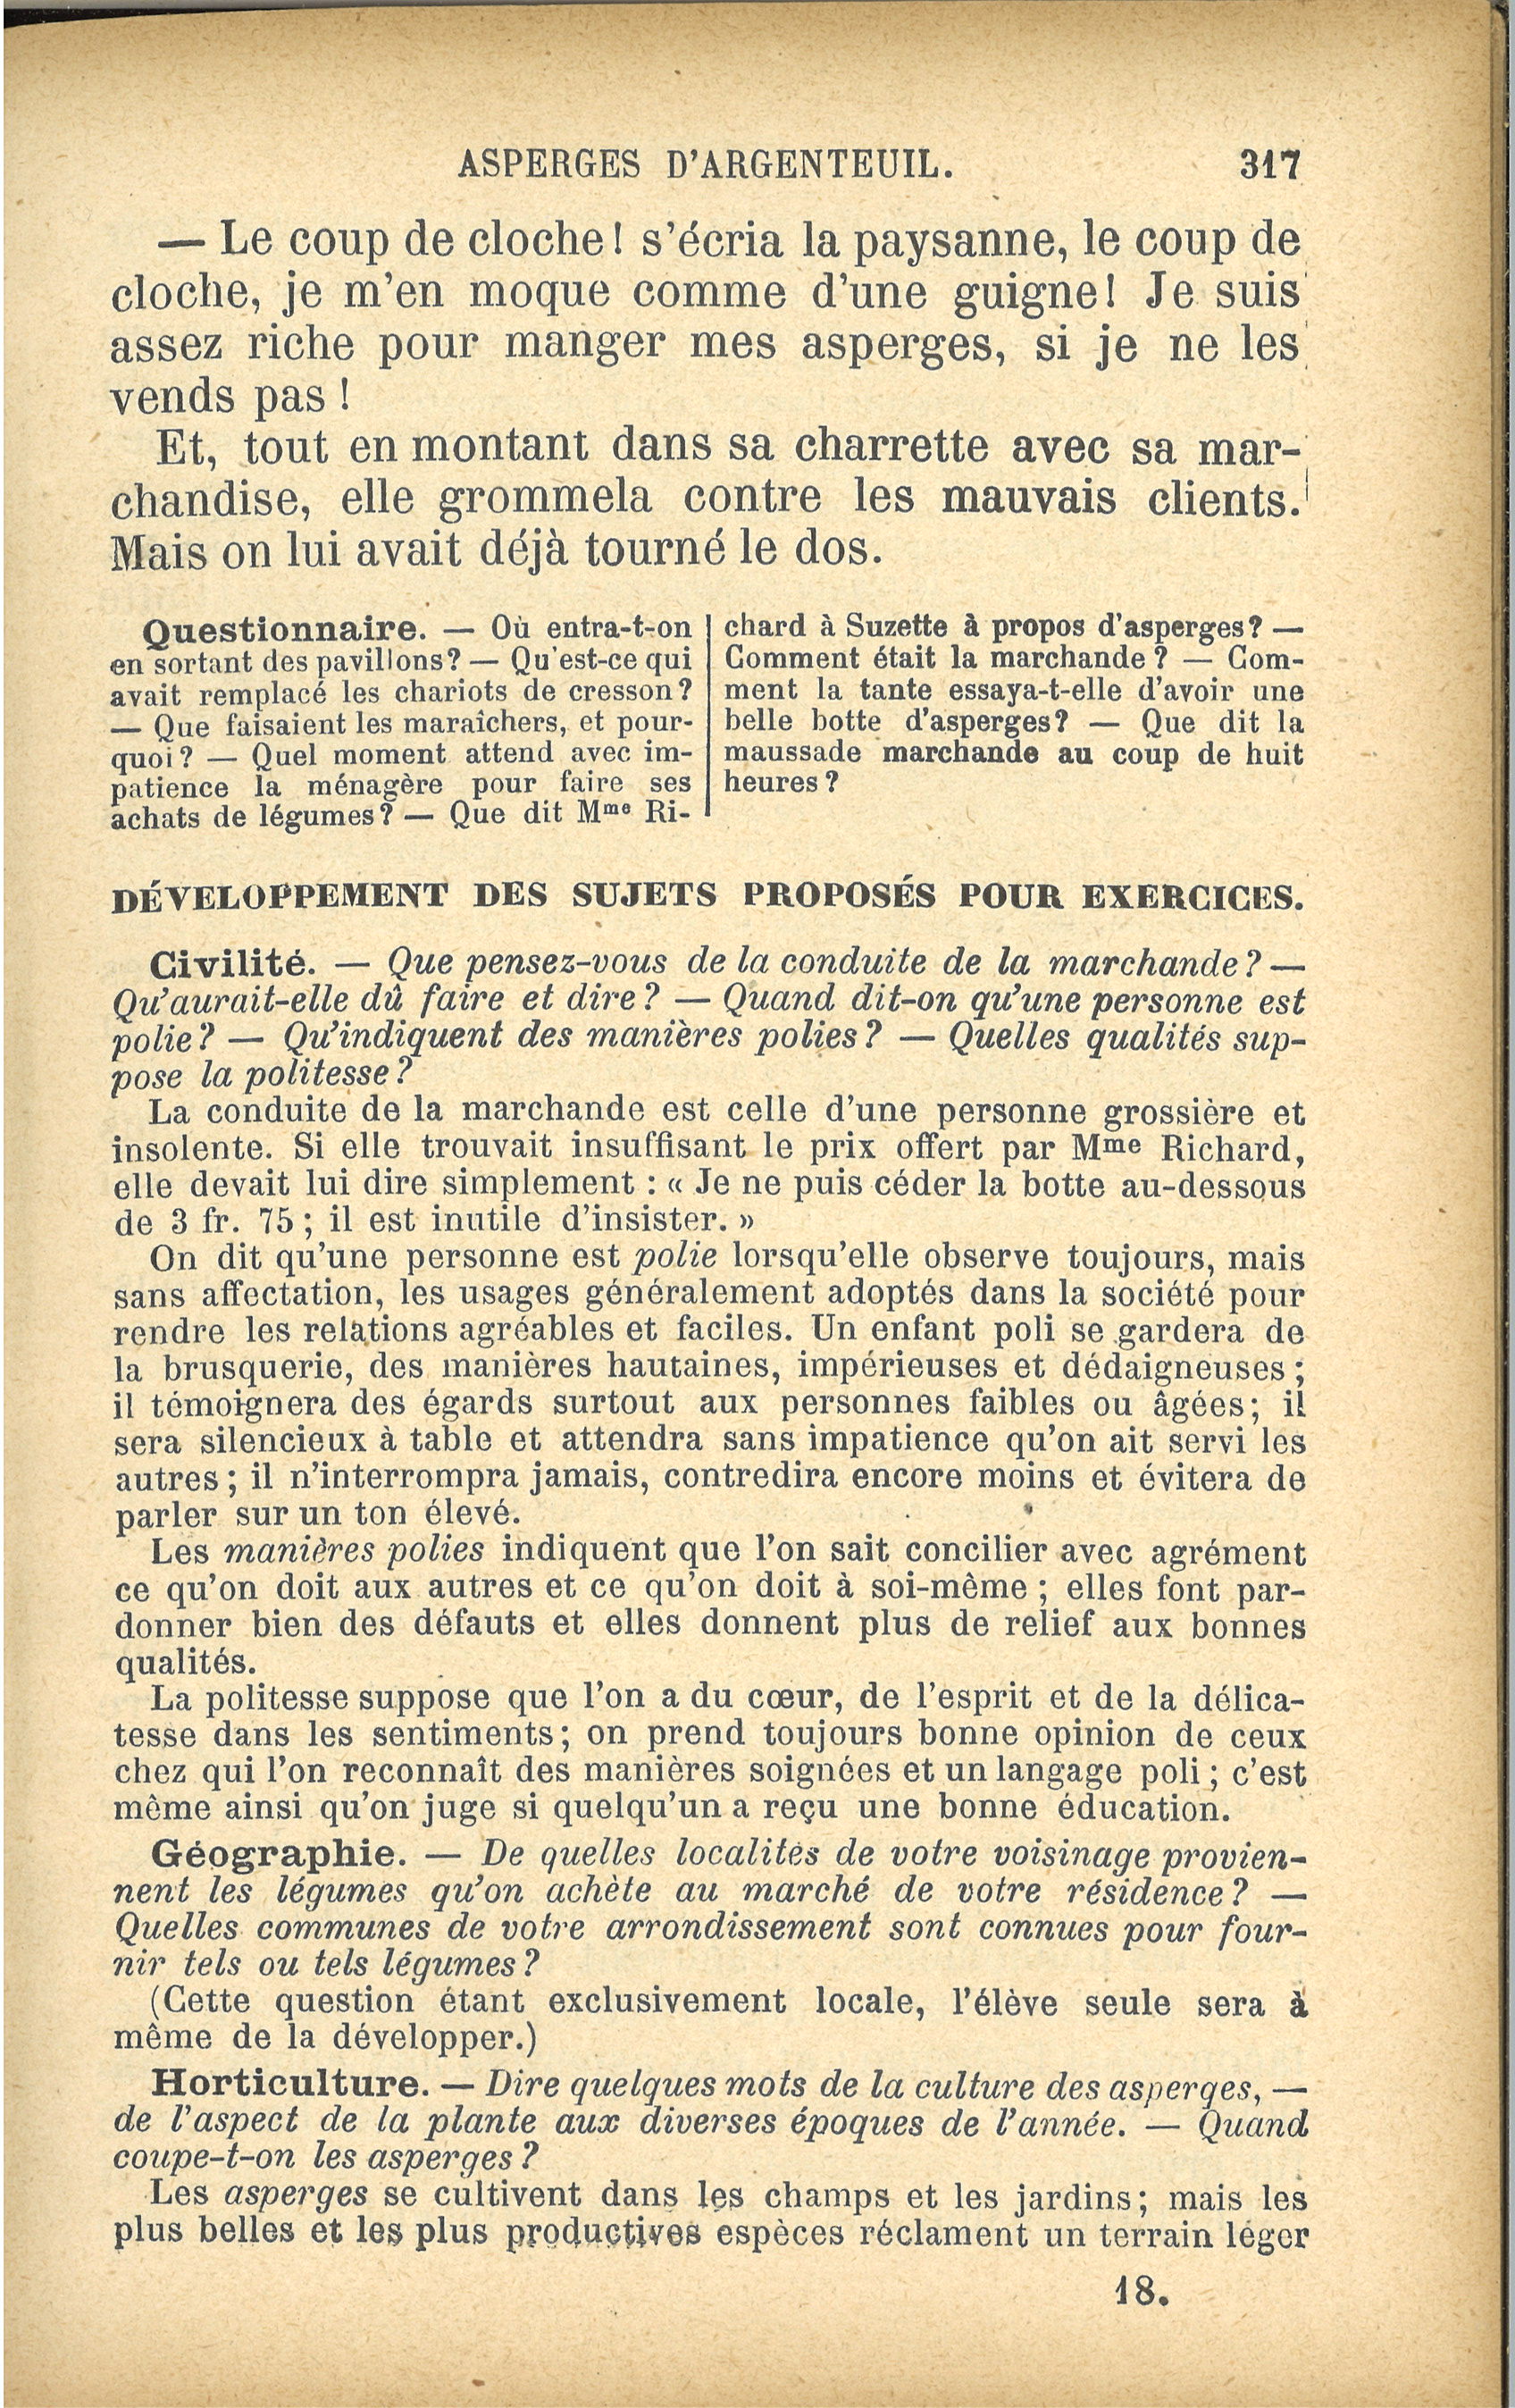 ASPERGES D'ARGENTEUIL. 317
— Le coup de cloche! s'écria la paysanne, le coup de
cloche, je m'en moque comme d'une guigne! Je suis
assez riche pour manger mes asperges, si je ne les
vends pas!
Et, tout en montant dans sa charrette avec sa mar-
chandise, elle grommela contre les mauvais clients.
Mais on lui avait déjà tourné le dos.
Questionnaire. — Où entra-t-on
en sortant des pavillons? — Qu'est-ce qui
avait remplacé les chariots de cresson?
— Que faisaient les maraîchers, et pour-
quoi? — Quel moment attend avec im-
patience la ménagère pour faire ses
achats de légumes? — Que dit Mme Ri-
chard à Suzette à propos d'asperges? —
Comment était la marchande? — Com-
ment la tante essaya-t-elle d'avoir une
belle botte d'asperges? — Que dit la
maussade marchande au coup de huit
heures?
DÉVELOPPEMENT DES SUJETS PROPOSÉS POUR EXERCICES.
Civilité. — Que pensez-vous de la conduite de la marchande? —
Qu'aurait-elle dû faire et dire? — Quand dit-on qu'une personne est
polie? — Qu'indiquent des manières polies? — Quelles qualités sup-
pose la politesse?
La conduite de la marchande est celle d'une personne grossière et
insolente. Si elle trouvait insuffisant le prix offert par Mme Richard,
elle devait lui dire simplement : « Je ne puis céder la botte au-dessous
de 3 fr. 75; il est inutile d'insister. »
On dit qu'une personne est polie lorsqu'elle observe toujours, mais
sans affectation, les usages généralement adoptés dans la société pour
rendre les relations agréables et faciles. Un enfant poli se gardera de
la brusquerie, des manières hautaines, impérieuses et dédaigneuses;
il témoignera des égards surtout aux personnes faibles ou âgées; il
sera silencieux à table et attendra sans impatience qu'on ait servi les
autres; il n'interrompra jamais, contredira encore moins et évitera de
parler sur un ton élevé.
Les manières polies indiquent que l'on sait concilier avec agrément
ce qu'on doit aux autres et ce qu'on doit à soi-même; elles font par-
donner bien des défauts et elles donnent plus de relief aux bonnes
qualités.
La politesse suppose que l'on a du cœur, de l'esprit et de la délica-
tesse dans les sentiments; on prend toujours bonne opinion de ceux
chez qui l'on reconnaît des manières soignées et un langage poli; c'est
même ainsi qu'on juge si quelqu'un a reçu une bonne éducation.
Géographie. — De quelles localités de votre voisinage provien-
nent les légumes qu'on achète au marché de votre résidence? —
Quelles communes de votre arrondissement sont connues pour four-
nir tels ou tels légumes?
(Cette question étant exclusivement locale, l'élève seule sera à
même de la développer.)
Horticulture. — Dire quelques mots de la culture des asperges, —
de l'aspect de la plante aux diverses époques de l'année. — Quand
coupe-t-on les asperges?
Les asperges se cultivent dans les champs et les jardins; mais les
plus belles et les plus productives espèces réclament un terrain léger
18.